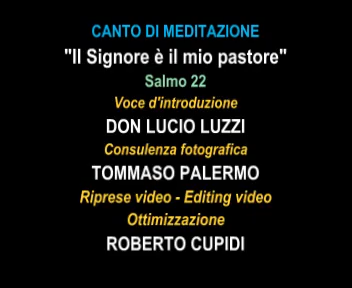 CANTO DI MEDITAZIONE
"Il Signore è il mio pastore"
Salmo 22
Voce d'introduzione
DON LUCIO LUZZI
Consulenza fotografica
TOMMASO PALERMO
Riprese video - Editing video
Ottimizzazione
ROBERTO CUPIDI